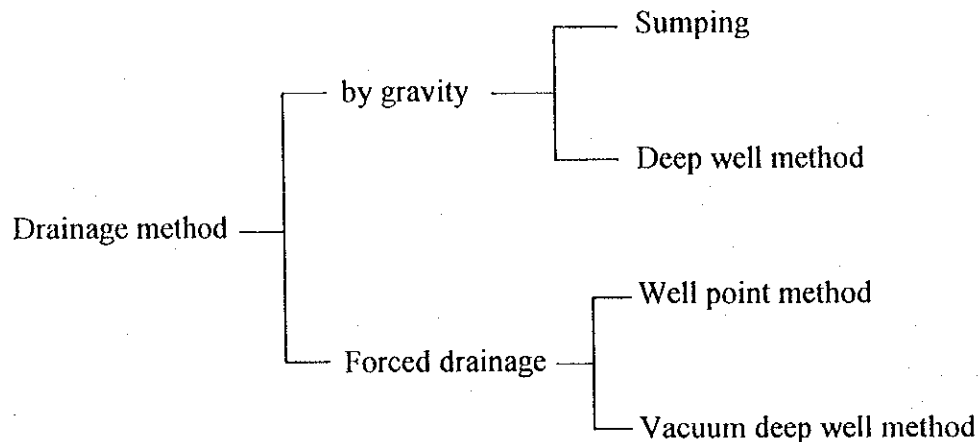 Sumping
by gravity
Deep well method
Drainage method
Well point method
Forced drainage
Vacuum deep well method